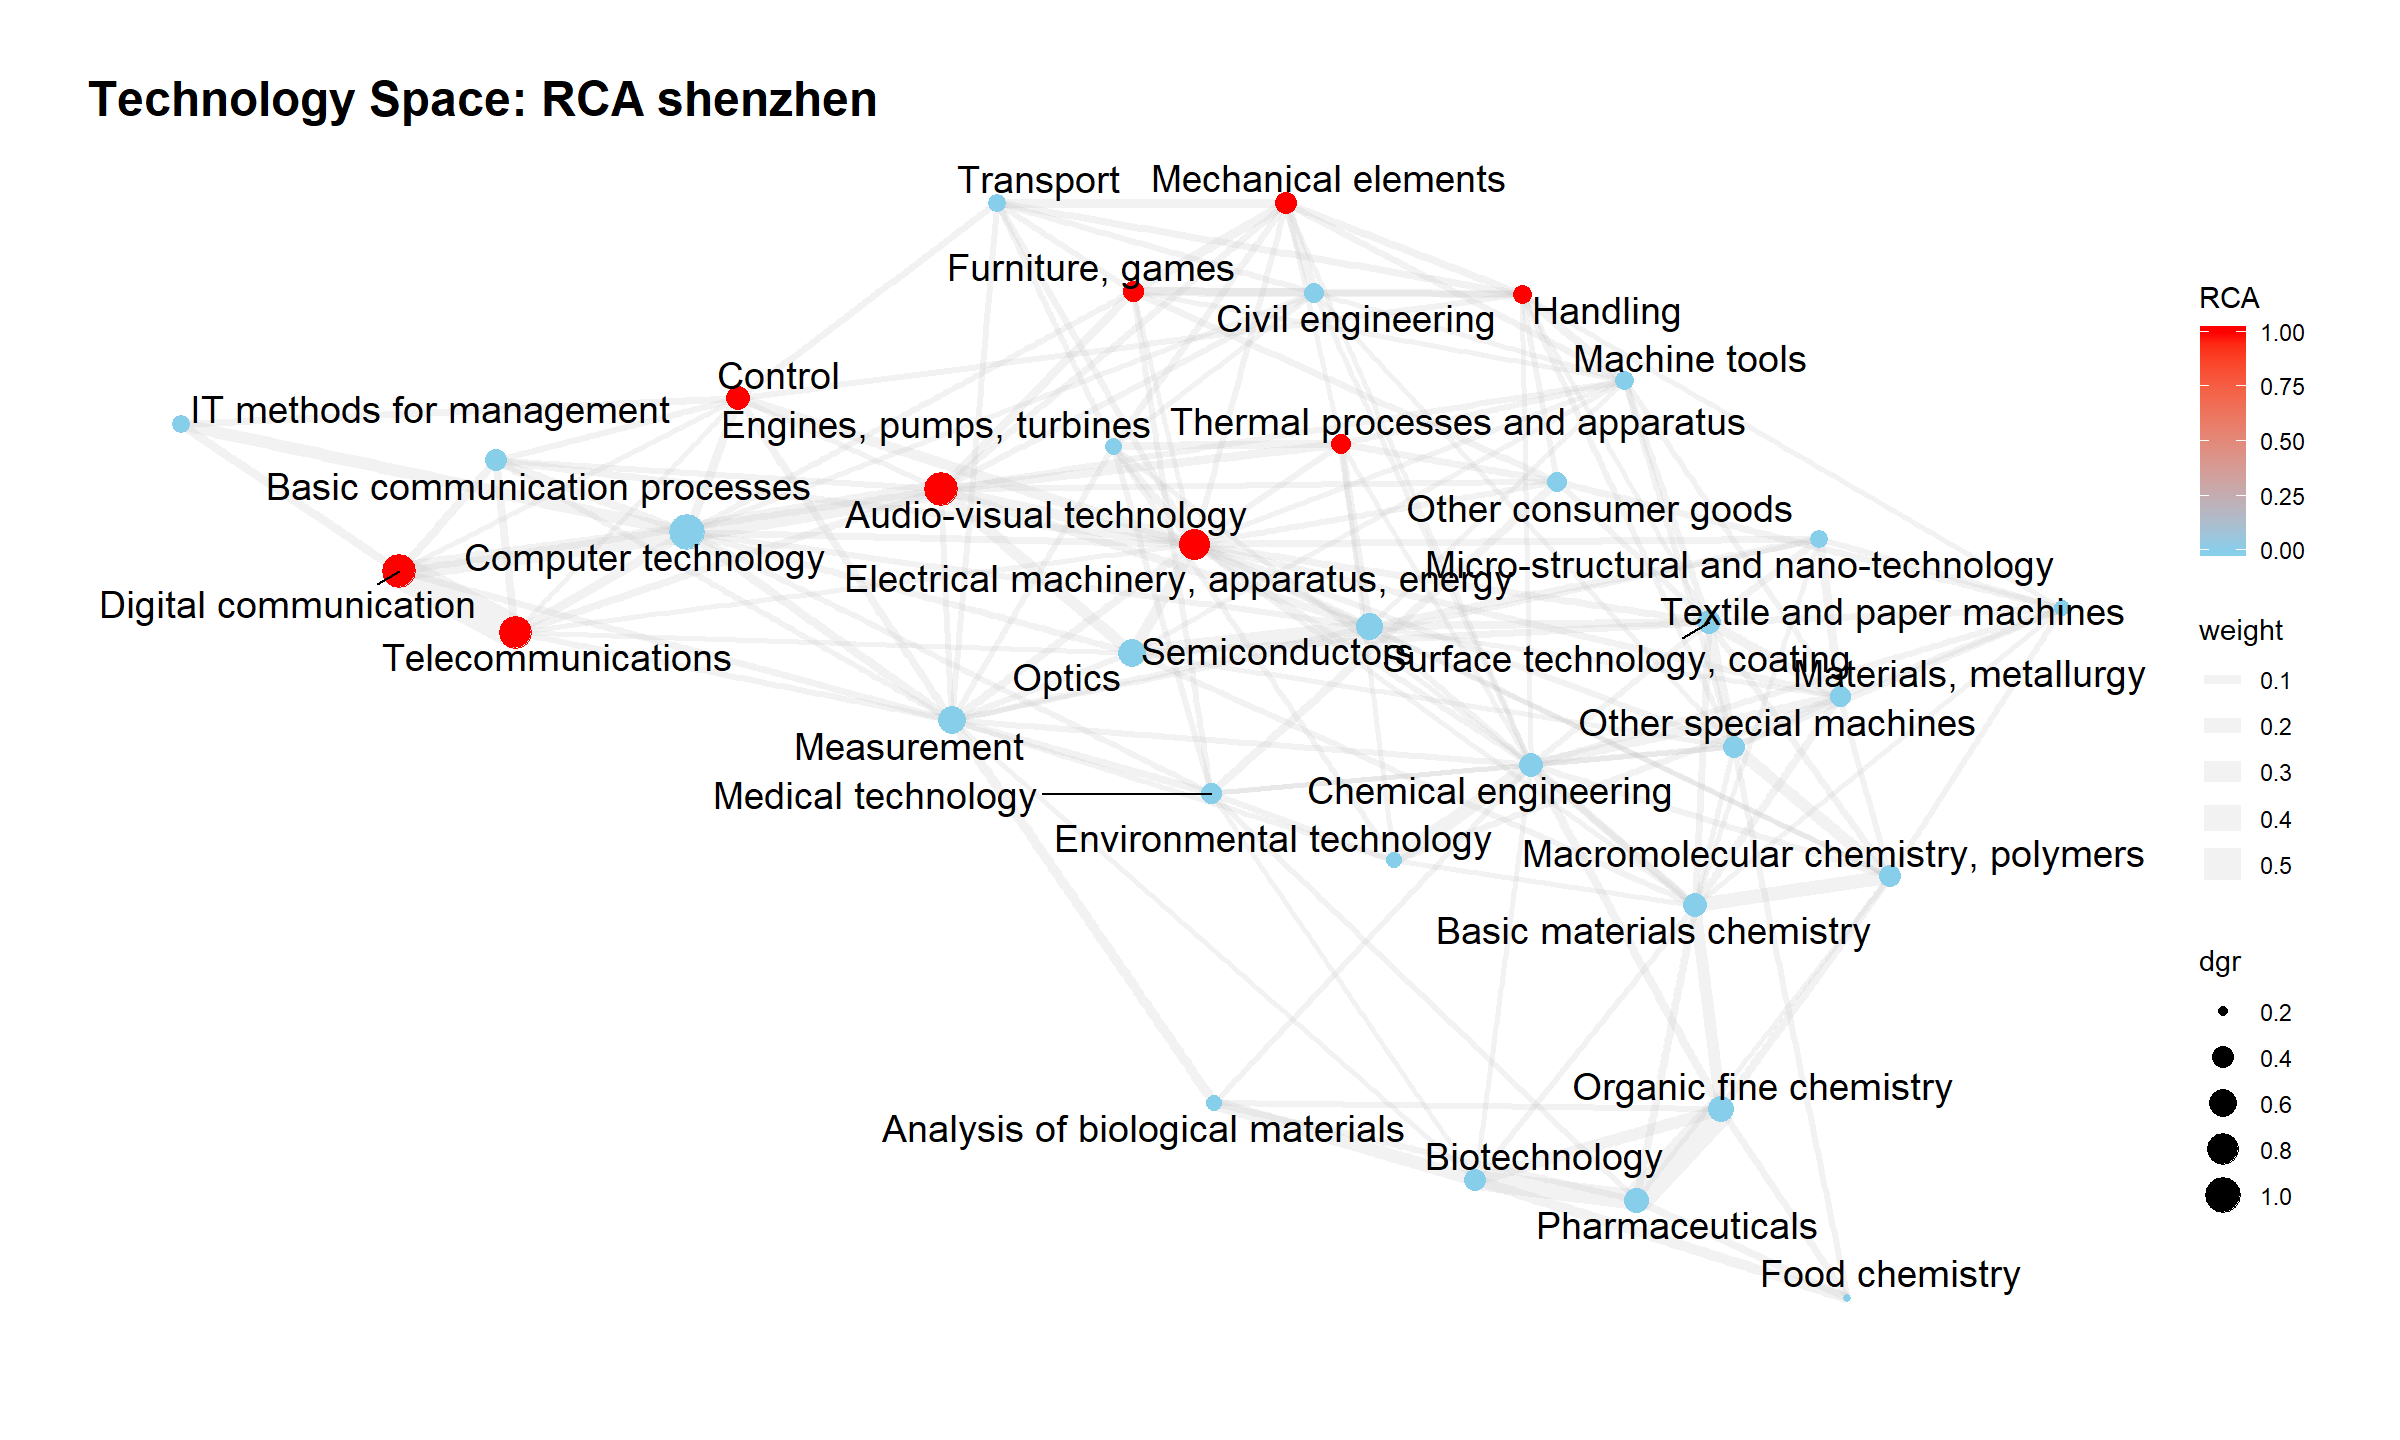 Technology Space: RCA shenzhen
Transport
Mechanical elements
Furniture, games
Civil engineering
Handling
Machine tools
Control
IT methods for management
Engines, pumps, turbines
Thermal processes and apparatus
Basic communication processes
Audio-visual technology
Other consumer goods
Computer technology
Electrical machinery, apparatus, energy
Micro-structural and nano-technology
Digital communication
Textile and paper machines
Telecommunications
Semiconductors
Surface technology, coating
Optics
Materials, metallurgy
Other special machines
Measurement
Medical technology
Chemical engineering
Environmental technology
Macromolecular chemistry, polymers
Basic materials chemistry
Organic fine chemistry
Analysis of biological materials
Biotechnology
Pharmaceuticals
Food chemistry
RCA
1.00
0.75
0.50
0.25
0.00
weight
0.1
0.2
0.3
0.4
0.5
dgr
0.2
0.4
0.6
0.8
1.0